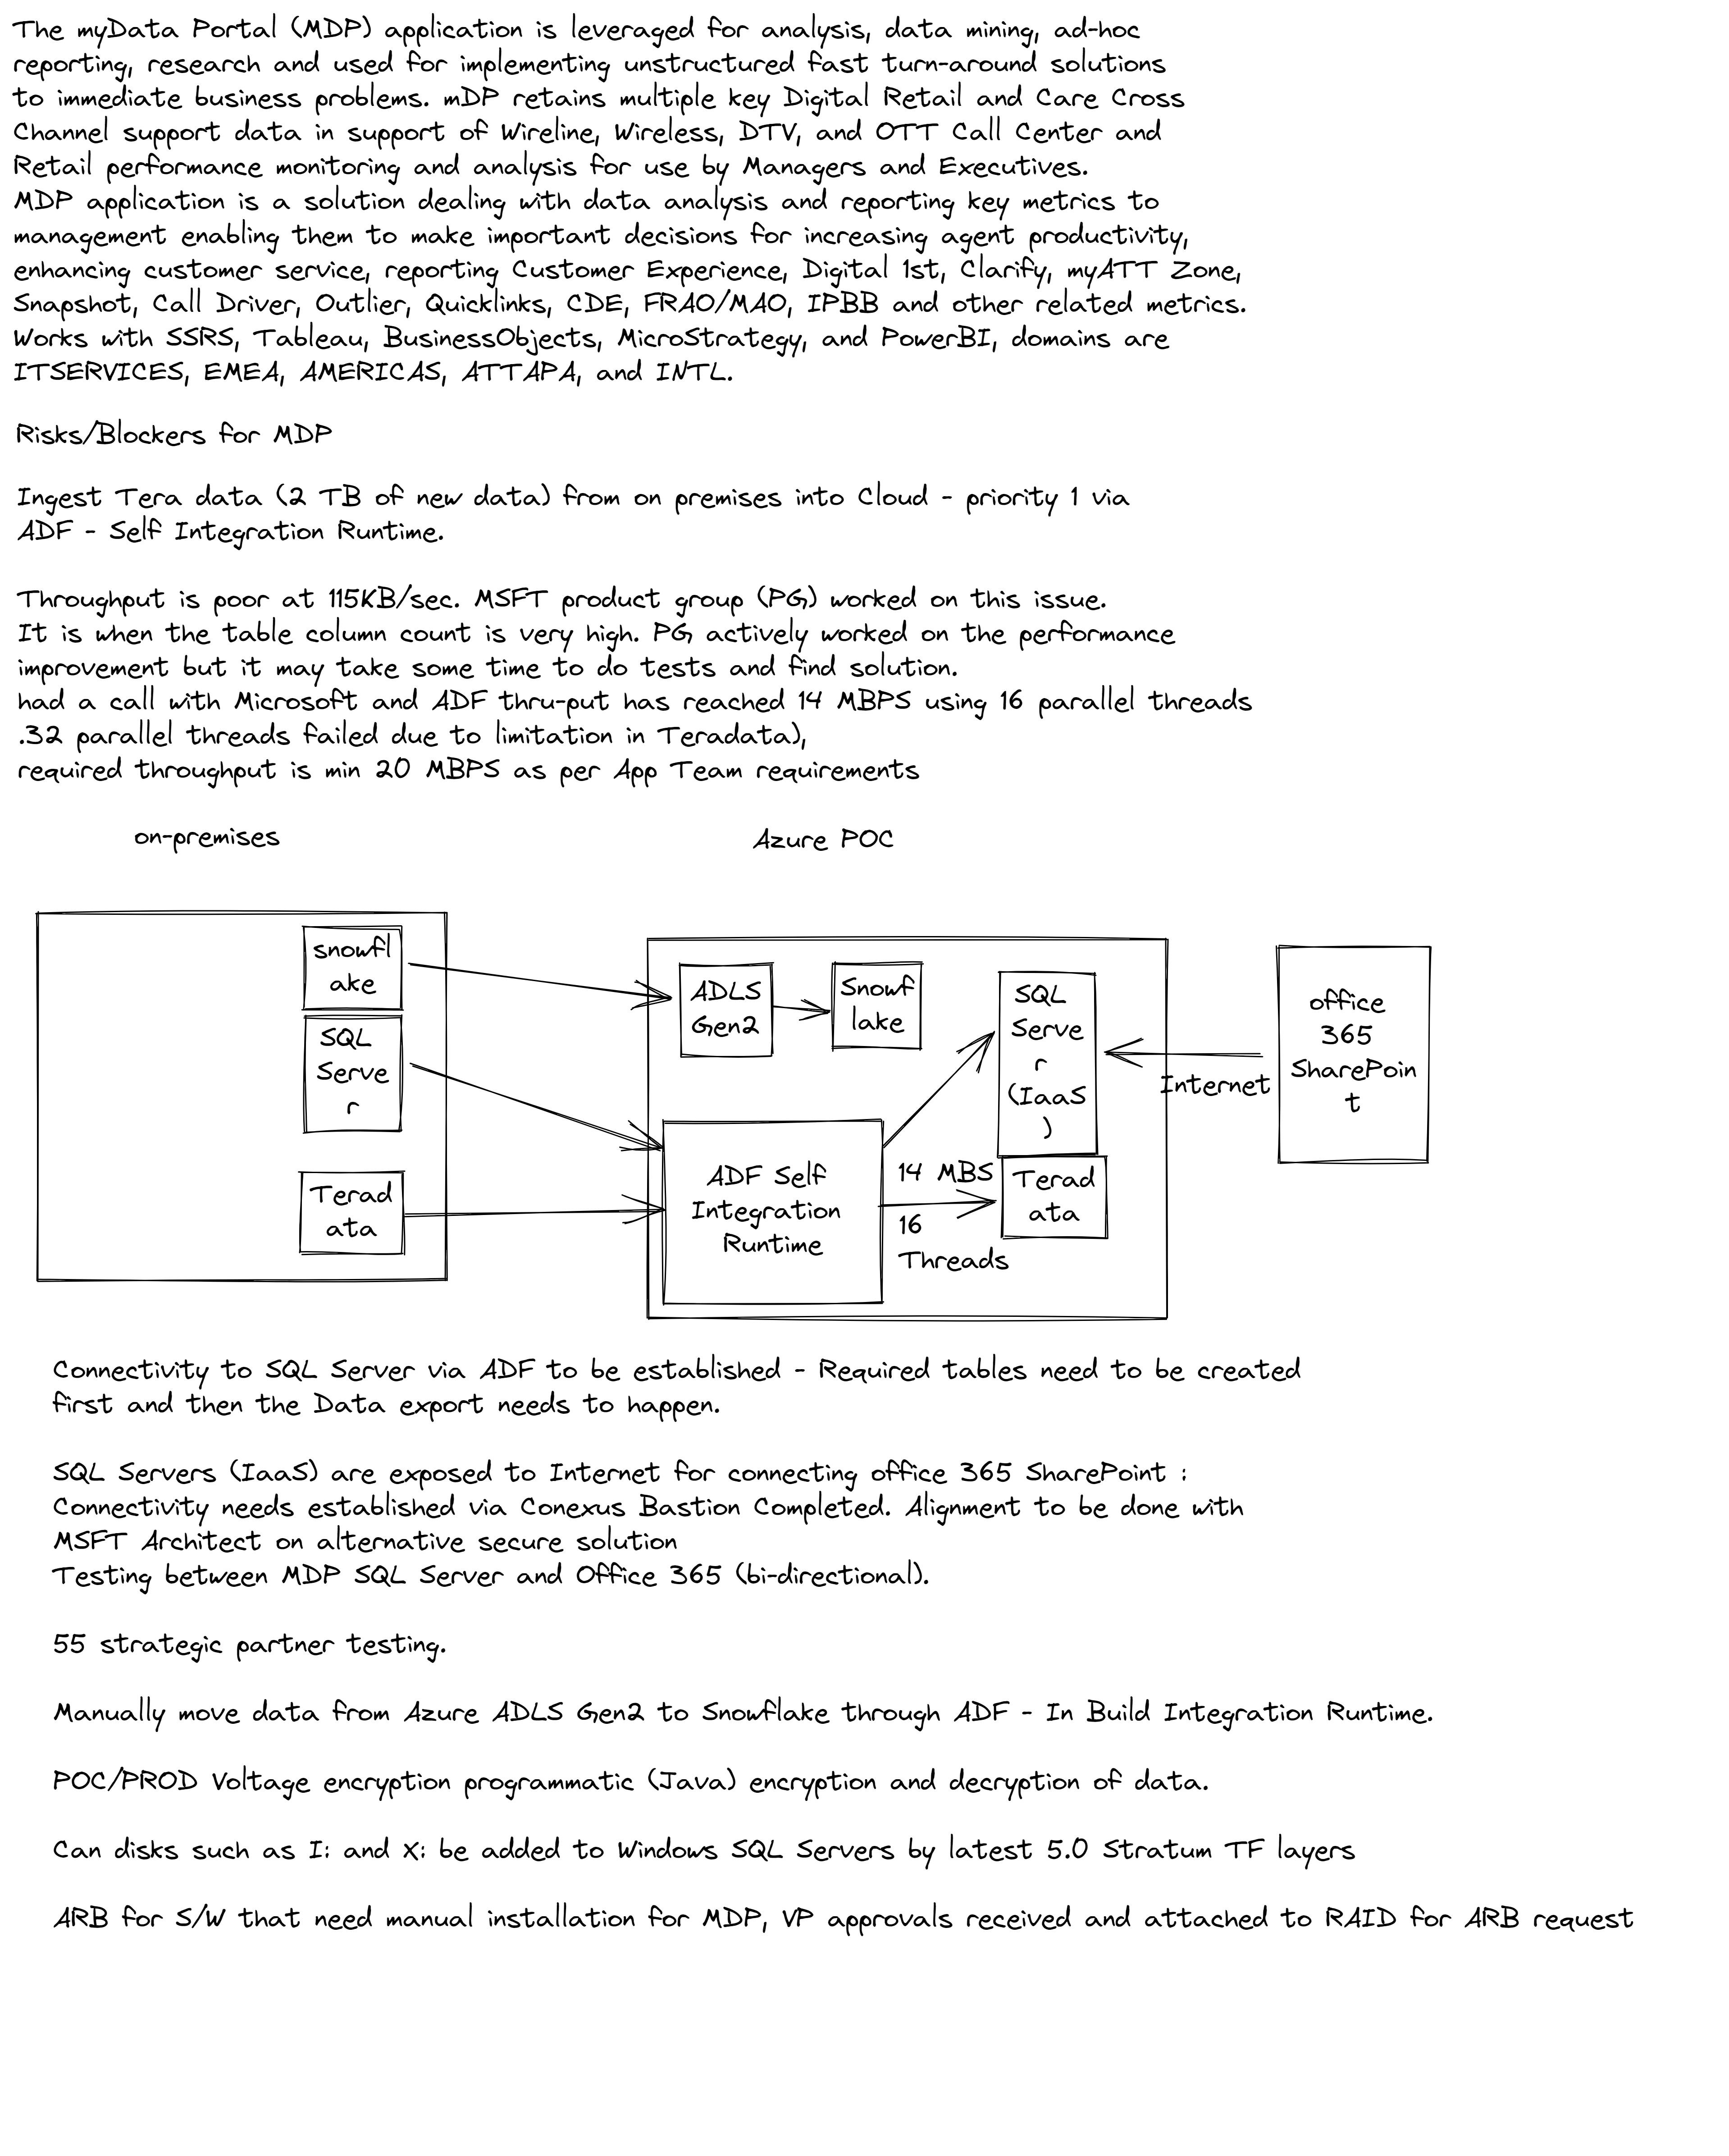 The myData Portal (MDP) application is leveraged for analysis, data mining, ad-hoc
reporting, research and used for implementing unstructured fast turn-around solutions
to immediate business problems. mDP retains multiple key Digital Retail and Care Cross
Channel support data in support of Wireline, Wireless, DTV, and OTT Call Center and
Retail performance monitoring and analysis for use by Managers and Executives.
MDP application is a solution dealing with data analysis and reporting key metrics to
management enabling them to make important decisions for increasing agent productivity,
enhancing customer service, reporting Customer Experience, Digital 1st, Clarify, myATT Zone,
Snapshot, Call Driver, Outlier, Quicklinks, CDE, FRAO/MAO, IPBB and other related metrics.
Works with SSRS, Tableau, BusinessObjects, MicroStrategy, and PowerBI, domains are
ITSERVICES, EMEA, AMERICAS, ATTAPA, and INTL.
Risks/Blockers for MDP
Ingest Tera data (2 TB of new data) from on premises into Cloud - priority 1 via
ADF - Self Integration Runtime.
Throughput is poor at 115KB/sec. MSFT product group (PG) worked on this issue.
It is when the table column count is very high. PG actively worked on the performance
improvement but it may take some time to do tests and find solution.
had a call with Microsoft and ADF thru-put has reached 14 MBPS using 16 parallel threads
.32 parallel threads failed due to limitation in Teradata),
required throughput is min 20 MBPS as per App Team requirements
on-premises
Azure POC
snowfl
ake
SQL
Serve
r
Terad
ata
ADLS
Gen2
Snowf
lake
SQL
Serve
r
(IaaS
)
ADF Self
Integration
Runtime
14 MBS
16
Threads
Terad
ata
Internet
office
365
SharePoin
t
Connectivity to SQL Server via ADF to be established - Required tables need to be created
first and then the Data export needs to happen.
SQL Servers (IaaS) are exposed to Internet for connecting office 365 SharePoint :
Connectivity needs established via Conexus Bastion Completed. Alignment to be done with
MSFT Architect on alternative secure solution
Testing between MDP SQL Server and Office 365 (bi-directional).
55 strategic partner testing.
Manually move data from Azure ADLS Gen2 to Snowflake through ADF - In Build Integration Runtime.
POC/PROD Voltage encryption programmatic (Java) encryption and decryption of data.
Can disks such as I: and X: be added to Windows SQL Servers by latest 5.0 Stratum TF layers
ARB for S/W that need manual installation for MDP, VP approvals received and attached to RAID for ARB request